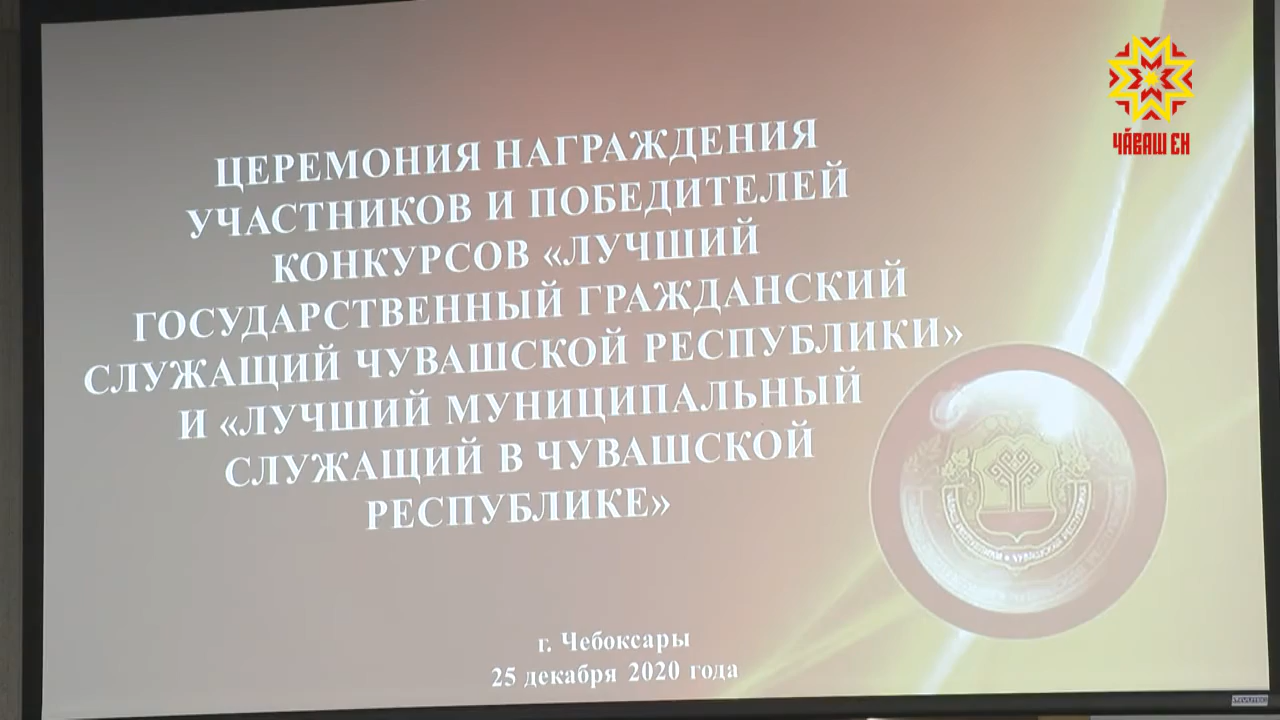 ЧӐВАШ ЕН
ЦЕРЕМОНИЯ НАГРАЖДЕНИЯ
УЧАСТНИКОВ И ПОБЕДИТЕЛЕЙ
КОНКУРСОВ «ЛУЧШИЙ
ГОСУДАРСТВЕННЫЙ ГРАЖДАНСКИЙ
СЛУЖАЩИЙ ЧУВАШСКОЙ РЕСПУБЛИКИ»
И «ЛУЧШИЙ МУНИЦИПАЛЬНЫЙ
СЛУЖАЩИЙ В ЧУВАШСКОЙ
РЕСПУБЛИКЕ»
г. Чебоксары
25 декабря 2020 года